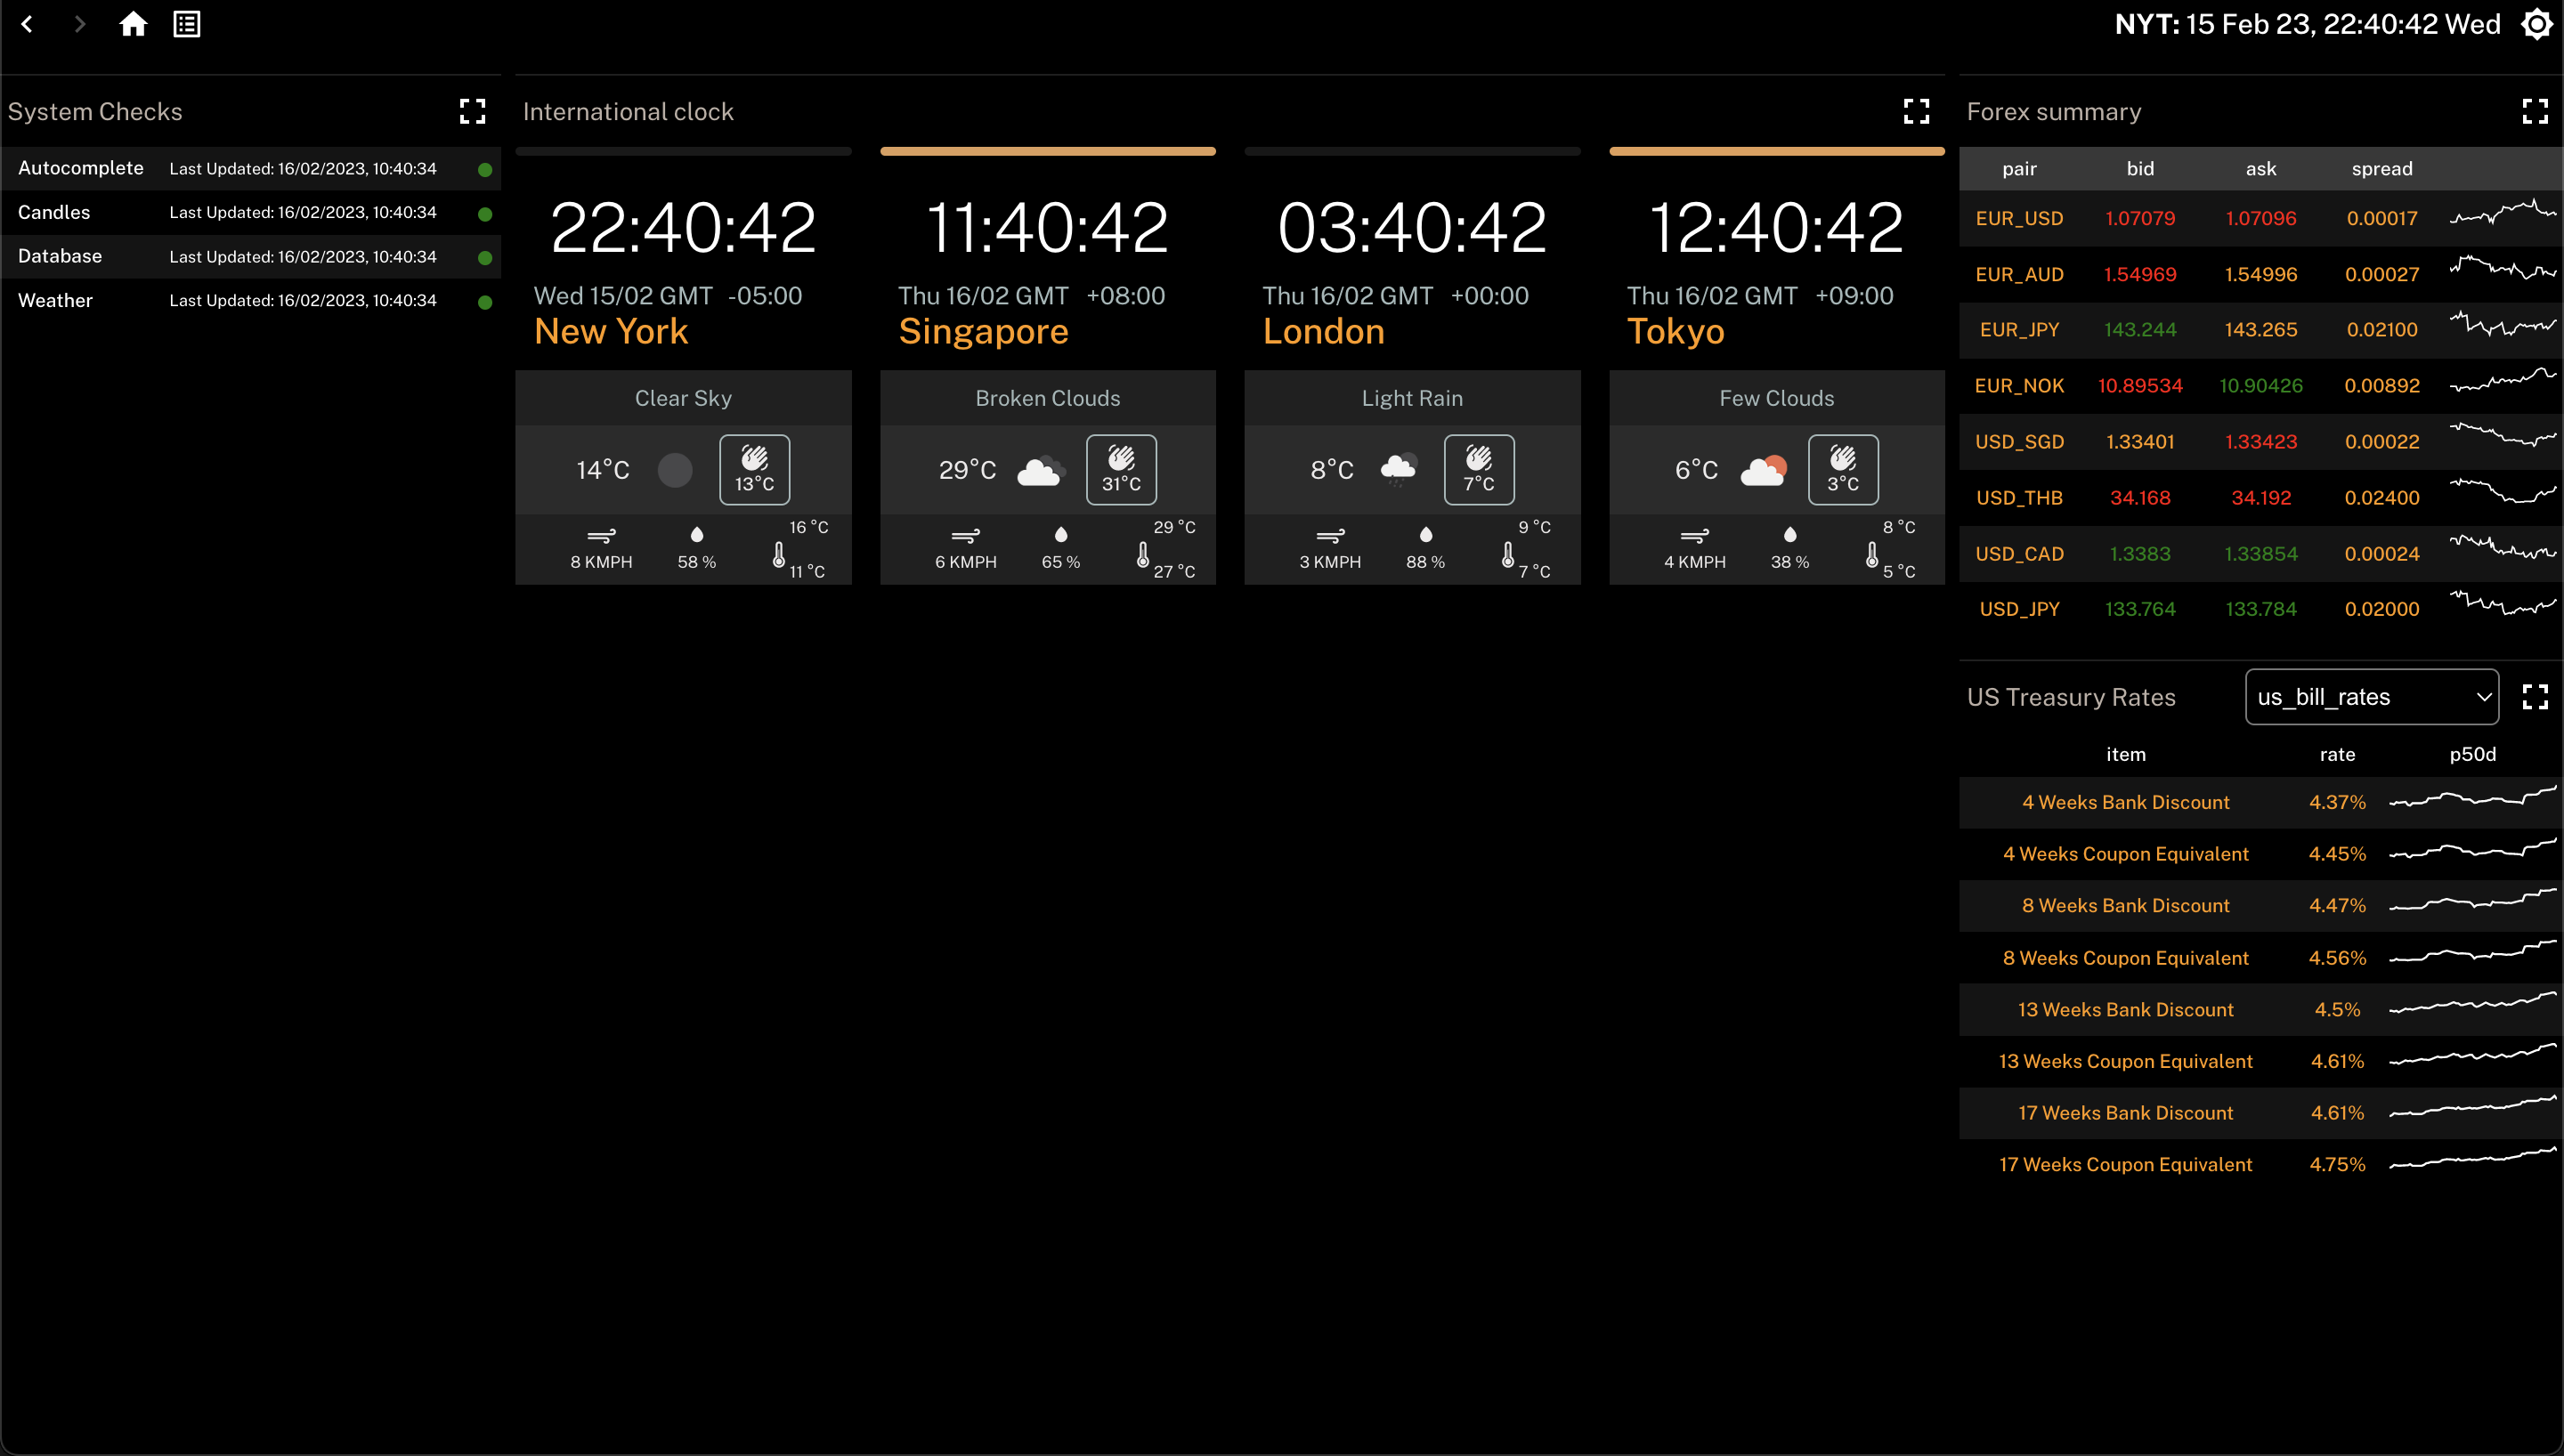 NYT: 15 Feb 23, 22:40:42 Wed
System Checks
Autocomplete Last Updated: 16/02/2023, 10:40:34
Candles Last Updated: 16/02/2023, 10:40:34
Database Last Updated: 16/02/2023, 10:40:34
Weather Last Updated: 16/02/2023, 10:40:34
International clock
22:40:42
Wed 15/02 GMT -05:00
New York
Clear Sky
14°C
13°C
8 KMPH
58 %
16 °C
11 °C
11:40:42
Thu 16/02 GMT +08:00
Singapore
Broken Clouds
29°C
31°C
6 KMPH
65 %
29 °C
27 °C
03:40:42
Thu 16/02 GMT +00:00
London
Light Rain
8°C
7°C
3 KMPH
88 %
9 °C
7 °C
12:40:42
Thu 16/02 GMT +09:00
Tokyo
Few Clouds
6°C
3°C
4 KMPH
38 %
8 °C
5 °C
Forex summary
pair bid ask spread
EUR_USD 1.07079 1.07096 0.00017
EUR_AUD 1.54969 1.54996 0.00027
EUR_JPY 143.244 143.265 0.02100
EUR_NOK 10.89534 10.90426 0.00892
USD_SGD 1.33401 1.33423 0.00022
USD_THB 34.168 34.192 0.02400
USD_CAD 1.3383 1.33854 0.00024
USD_JPY 133.764 133.784 0.02000
US Treasury Rates us_bill_rates
item rate p50d
4 Weeks Bank Discount 4.37%
4 Weeks Coupon Equivalent 4.45%
8 Weeks Bank Discount 4.47%
8 Weeks Coupon Equivalent 4.56%
13 Weeks Bank Discount 4.5%
13 Weeks Coupon Equivalent 4.61%
17 Weeks Bank Discount 4.61%
17 Weeks Coupon Equivalent 4.75%